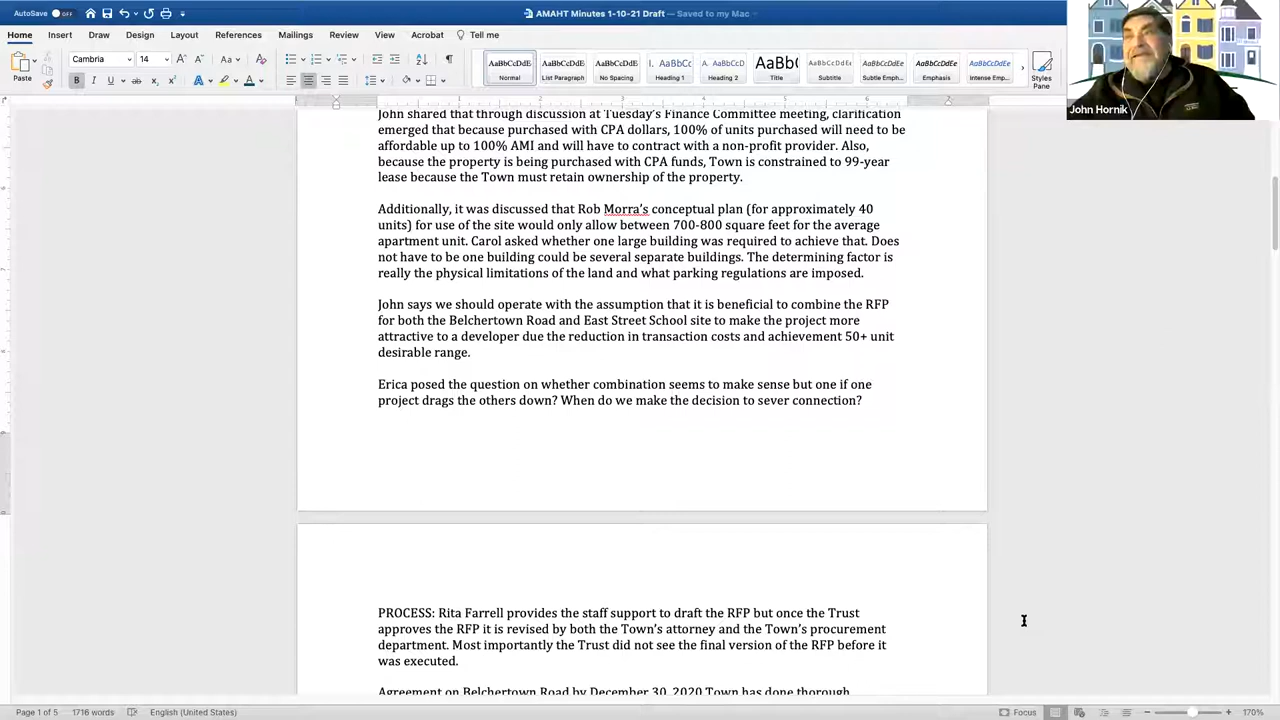 AutoSave OFF
AMAHT Minutes 1-10-21 Draft — Saved to my Mac
Home Insert Draw Design Layout References Mailings Review View Acrobat Tell me
Paste
Cambria 14
B I U ab x₂ x²
AaBbCcDdE Normal
AaBbCcDdE List Paragraph
AaBbCcDdE No Spacing
I. AaBbCc Heading 1
A. AaBbCcD Heading 2
AaBb( Title
AaBbCcDdE Subtitle
AaBbCcDdEe Subtle Emph...
AaBbCcDdEe Emphasis
AaBbCcDdEe Intense Emp...
Styles Pane
John Hornik
John shared that through discussion at Tuesday's Finance Committee meeting, clarification
emerged that because purchased with CPA dollars, 100% of units purchased will need to be
affordable up to 100% AMI and will have to contract with a non-profit provider. Also,
because the property is being purchased with CPA funds, Town is constrained to 99-year
lease because the Town must retain ownership of the property.
Additionally, it was discussed that Rob Morra's conceptual plan (for approximately 40
units) for use of the site would only allow between 700-800 square feet for the average
apartment unit. Carol asked whether one large building was required to achieve that. Does
not have to be one building could be several separate buildings. The determining factor is
really the physical limitations of the land and what parking regulations are imposed.
John says we should operate with the assumption that it is beneficial to combine the RFP
for both the Belchertown Road and East Street School site to make the project more
attractive to a developer due the reduction in transaction costs and achievement 50+ unit
desirable range.
Erica posed the question on whether combination seems to make sense but one if one
project drags the others down? When do we make the decision to sever connection?
PROCESS: Rita Farrell provides the staff support to draft the RFP but once the Trust
approves the RFP it is revised by both the Town's attorney and the Town's procurement
department. Most importantly the Trust did not see the final version of the RFP before it
was executed.
Agreement on Belchertown Road by December 30, 2020 Town has done thorough
Page 1 of 5 1716 words English (United States) Focus 170%